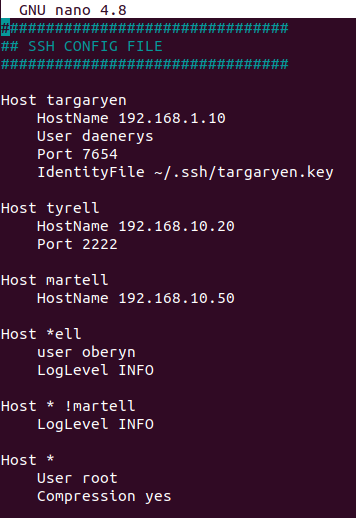 GNU nano 4.8
################################
## SSH CONFIG FILE
################################
Host targaryen
HostName 192.168.1.10
User daenerys
Port 7654
IdentityFile ~/.ssh/targaryen.key
Host tyrell
HostName 192.168.10.20
Port 2222
Host martell
HostName 192.168.10.50
Host *ell
user oberyn
LogLevel INFO
Host * !martell
LogLevel INFO
Host *
User root
Compression yes